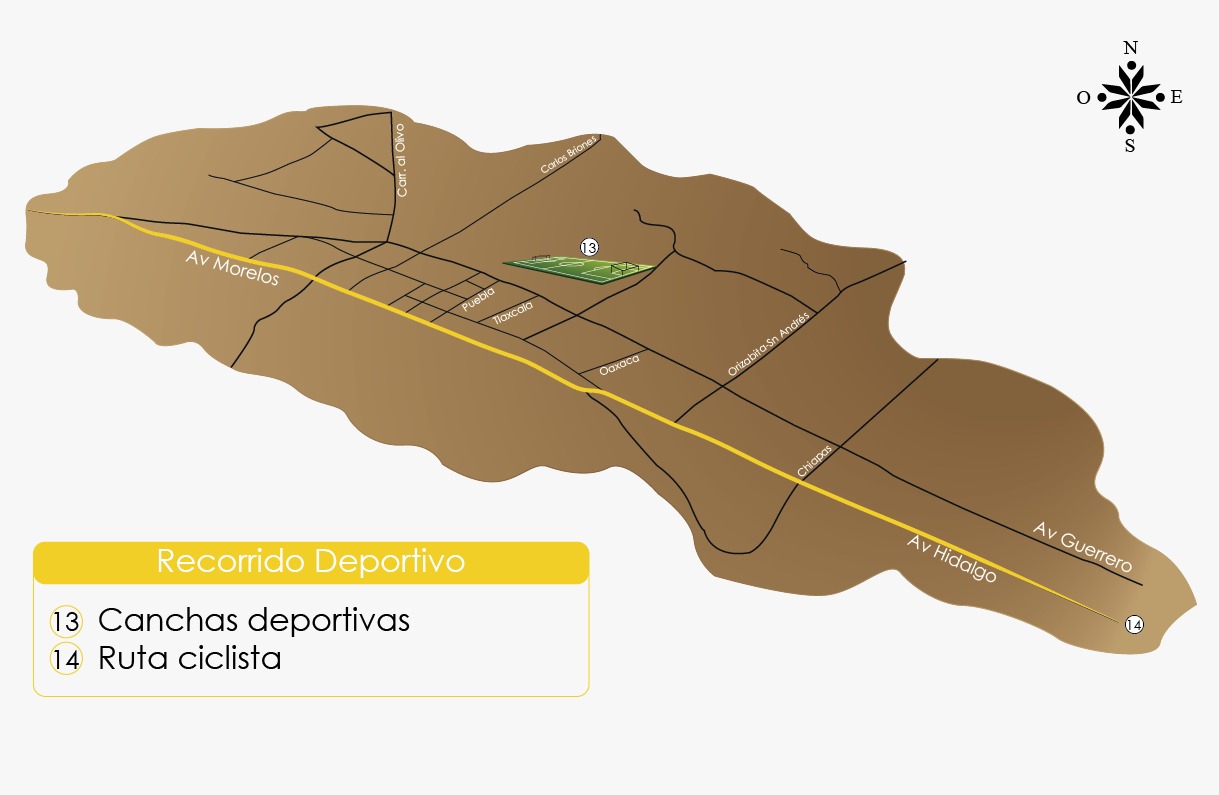 N
O
E
S
Carr. al Olivo
Carlos Briones
13
Av Morelos
Puebla
Tlaxcala
Oaxaca
Orizabita-Sn Andrés
Chiapas
Av Guerrero
Av Hidalgo
14
Recorrido Deportivo
13 Canchas deportivas
14 Ruta ciclista